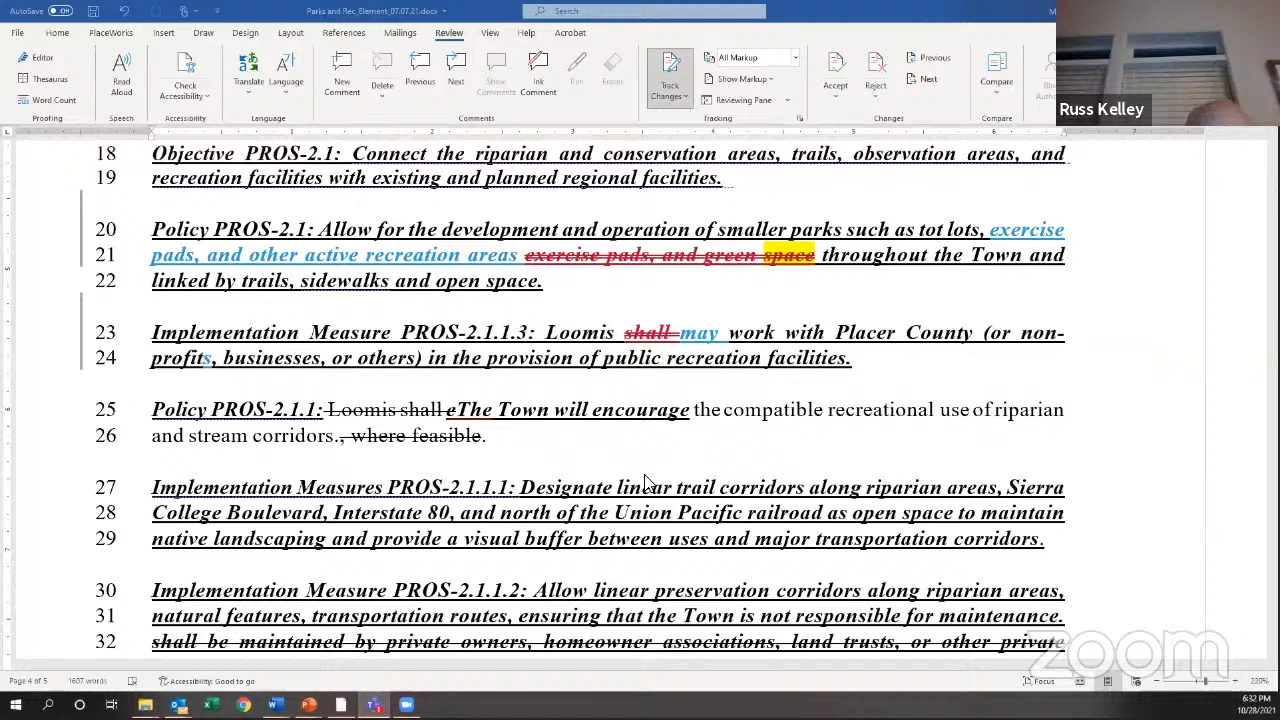 AutoSave Off Parks and Rec_Element_07.07.21.docx Search
File Home PlaceWorks Insert Draw Design Layout References Mailings Review View Help Acrobat
Editor
Thesaurus
Word Count
Proofing
Read Aloud
Speech
Check Accessibility
Accessibility
Translate Language
Language
New Comment Delete Previous Next Show Comments Ink Comment Pen Eraser
Comments
Track Changes
All Markup
Show Markup
Reviewing Pane
Tracking
Accept Reject
Previous
Next
Changes
Compare
Compare
Russ Kelley
18 Objective PROS-2.1: Connect the riparian and conservation areas, trails, observation areas, and
19 recreation facilities with existing and planned regional facilities.
20 Policy PROS-2.1: Allow for the development and operation of smaller parks such as tot lots, exercise
21 pads, and other active recreation areas exercise pads, and green space throughout the Town and
22 linked by trails, sidewalks and open space.
23 Implementation Measure PROS-2.1.1.3: Loomis shall may work with Placer County (or non-
24 profits, businesses, or others) in the provision of public recreation facilities.
25 Policy PROS-2.1.1: Loomis shall eThe Town will encourage the compatible recreational use of riparian
26 and stream corridors., where feasible.
27 Implementation Measures PROS-2.1.1.1: Designate linear trail corridors along riparian areas, Sierra
28 College Boulevard, Interstate 80, and north of the Union Pacific railroad as open space to maintain
29 native landscaping and provide a visual buffer between uses and major transportation corridors.
30 Implementation Measure PROS-2.1.1.2: Allow linear preservation corridors along riparian areas,
31 natural features, transportation routes, ensuring that the Town is not responsible for maintenance.
32 shall be maintained by private owners, homeowner associations, land trusts, or other private
zoom
Page 4 of 5 1607 words Accessibility: Good to go Focus 220%
6:32 PM
10/28/2021